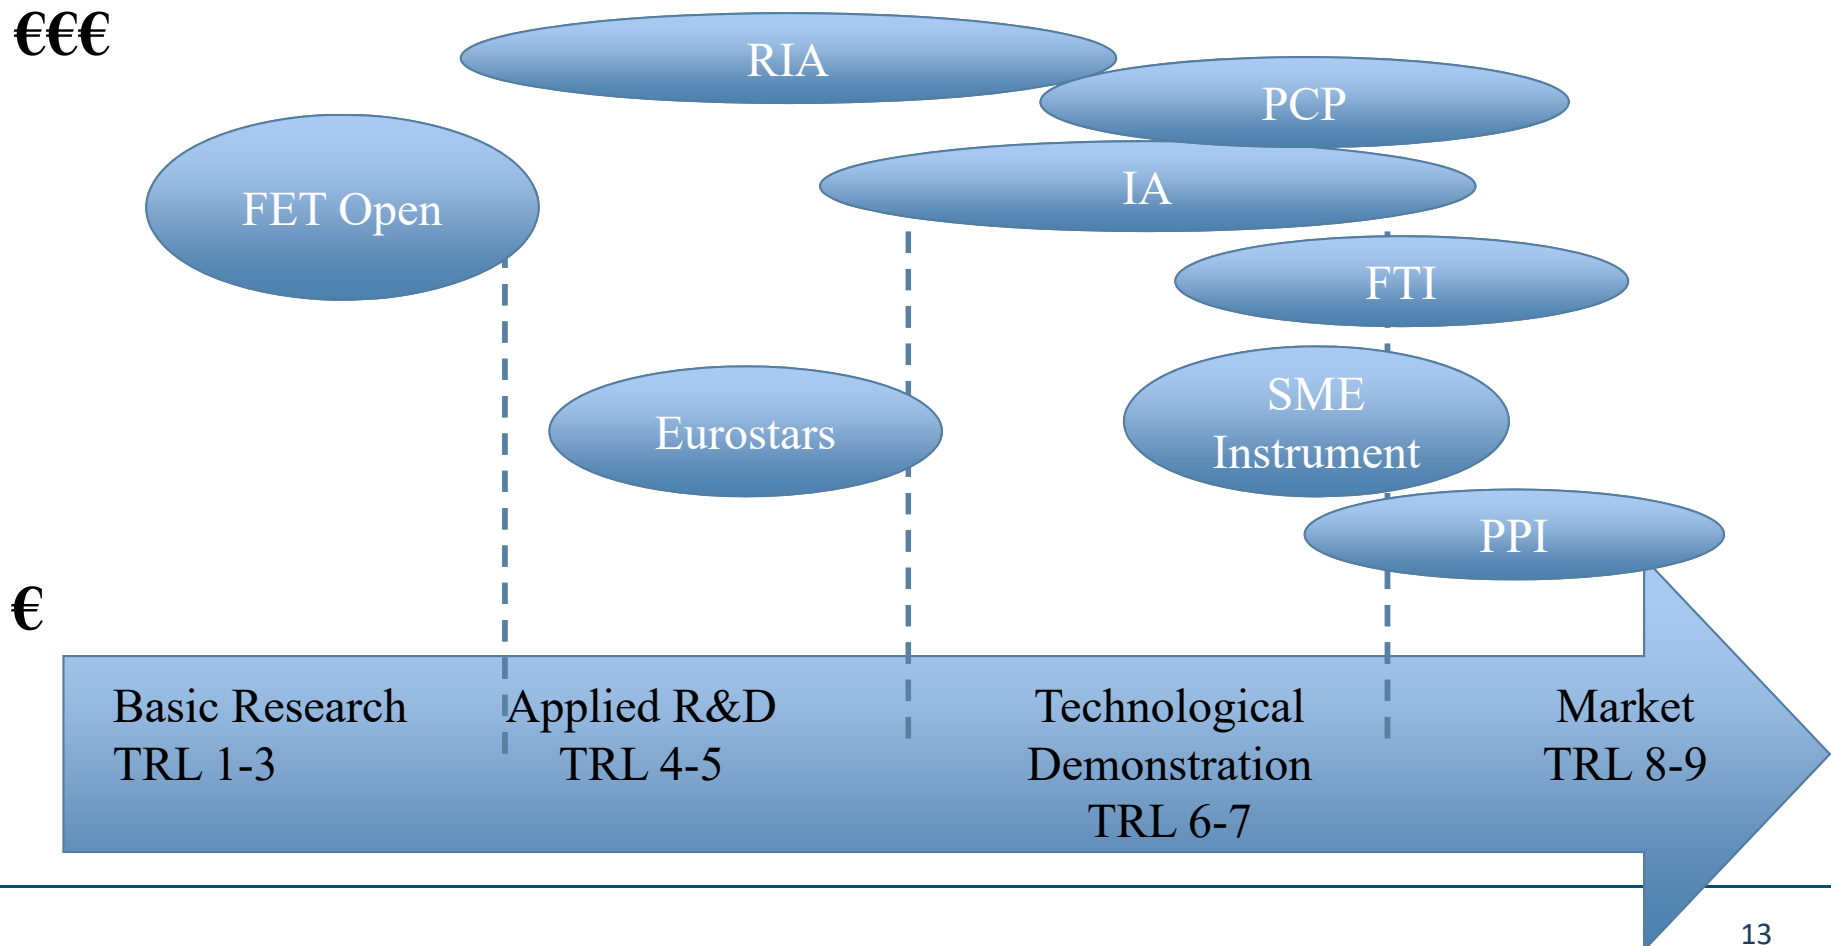 €€€
RIA
PCP
IA
FET Open
FTI
SME
Instrument
Eurostars
PPI
€
Basic Research
TRL 1-3
Applied R&D
TRL 4-5
Technological
Demonstration
TRL 6-7
Market
TRL 8-9
13